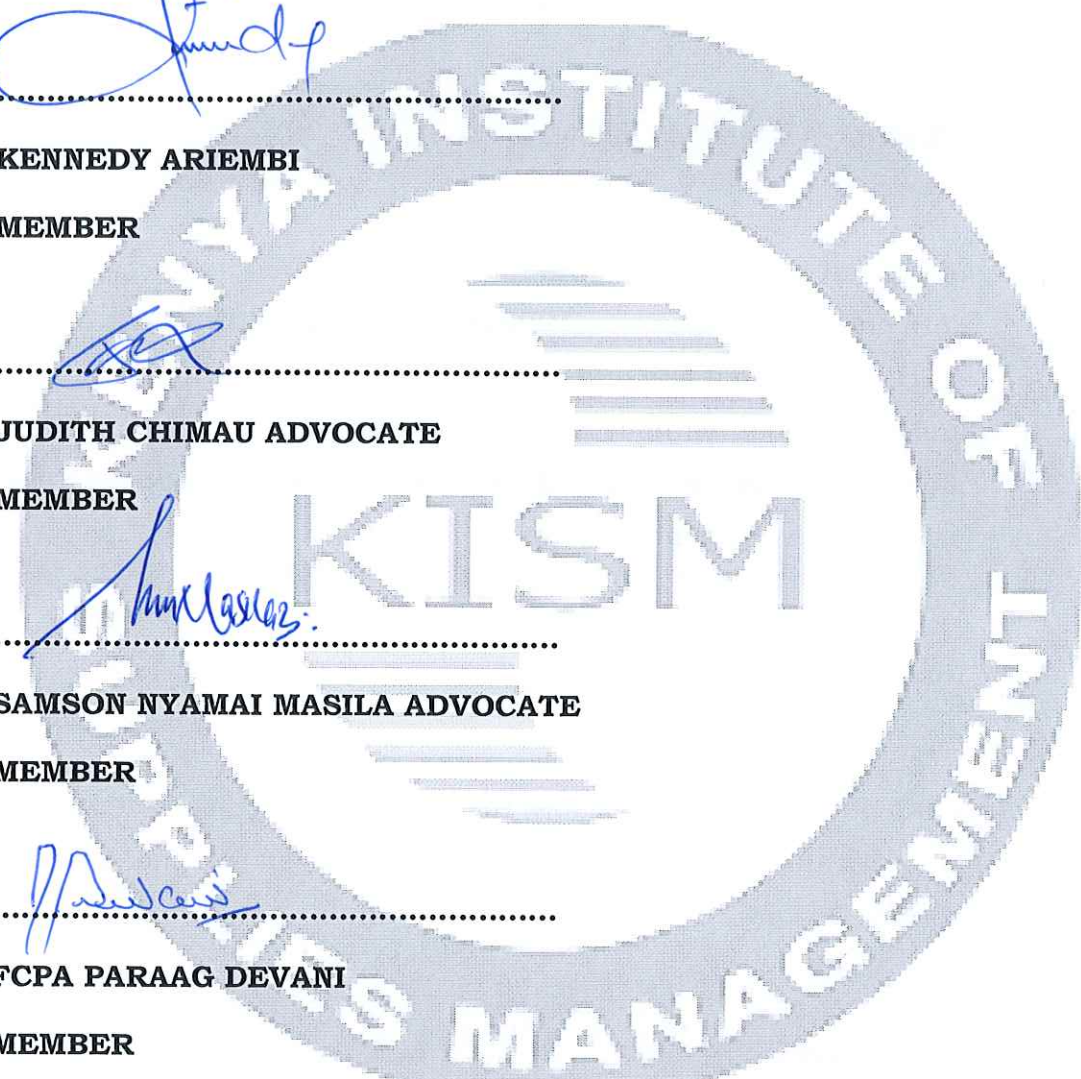 KENNEDY ARIEMBI
MEMBER
JUDITH CHIMAU ADVOCATE
MEMBER
SAMSON NYAMAI MASILA ADVOCATE
MEMBER
FCPA PARAAG DEVANI
MEMBER
KENYA INSTITUTE OF SUPPLIES MANAGEMENT
KISM